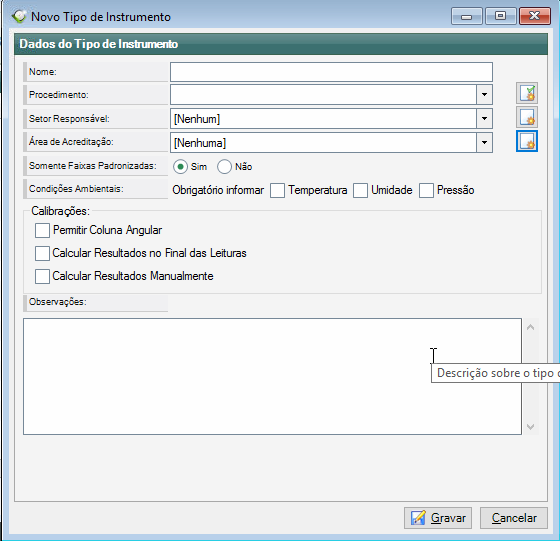 Novo Tipo de Instrumento
Dados do Tipo de Instrumento
Nome:
Procedimento:
Setor Responsável: [Nenhum]
Área de Acreditação: [Nenhuma]
Somente Faixas Padronizadas: Sim Não
Condições Ambientais: Obrigatório informar Temperatura Umidade Pressão
Calibrações:
Permitir Coluna Angular
Calcular Resultados no Final das Leituras
Calcular Resultados Manualmente
Observações:
Descrição sobre o tipo
Gravar Cancelar